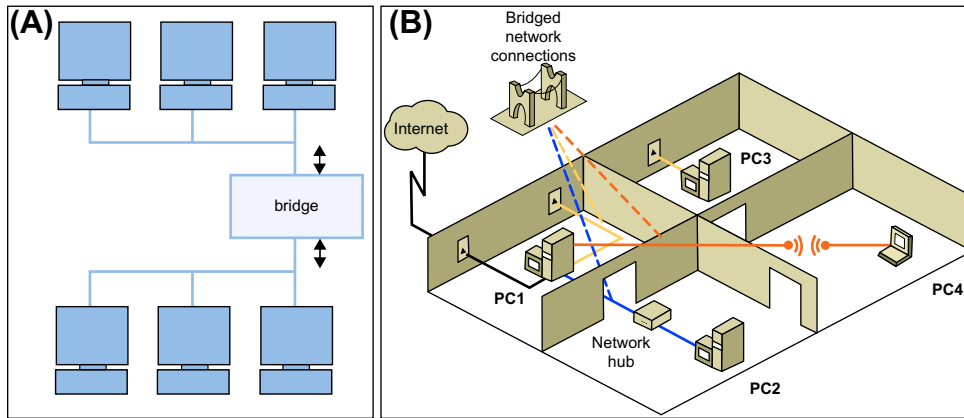 (A)
bridge
(B)
Bridged
network
connections
Internet
PC3
PC1
PC4
Network
hub
PC2